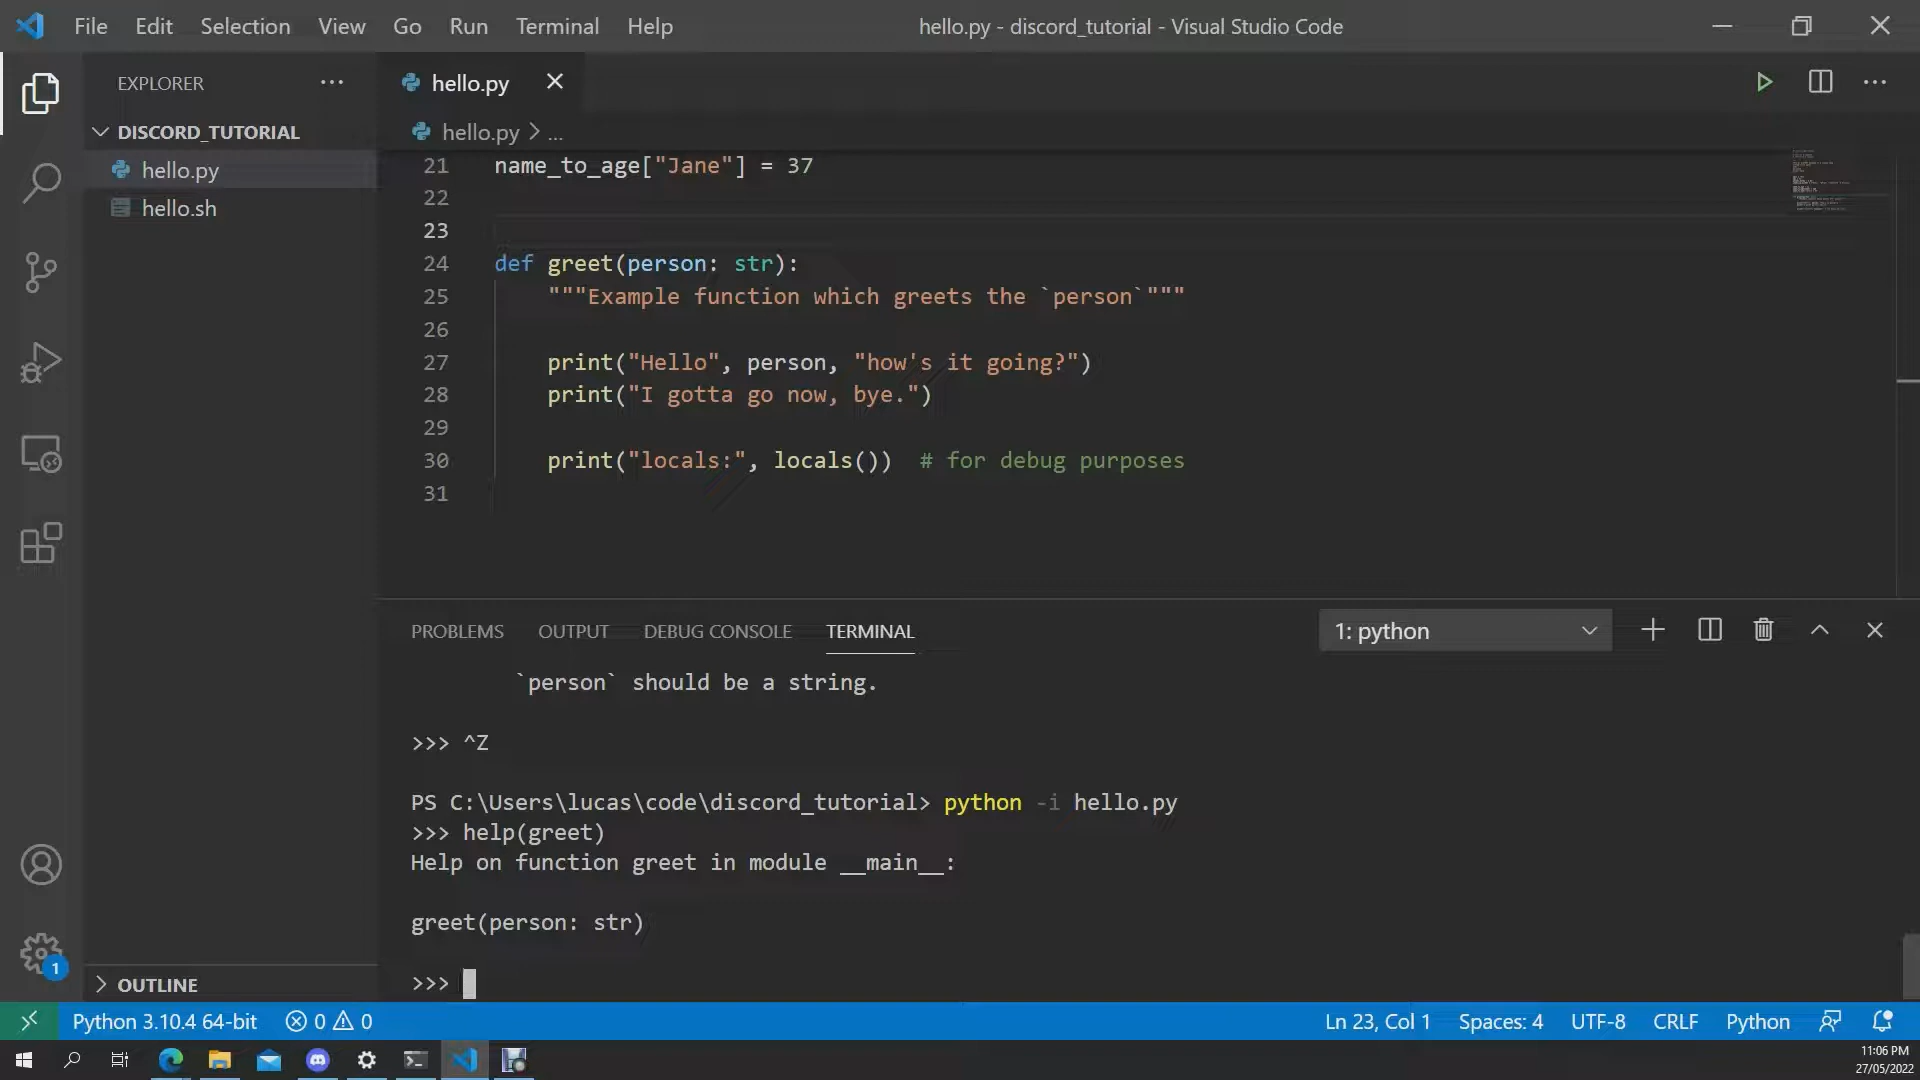 File Edit Selection View Go Run Terminal Help
hello.py - discord_tutorial - Visual Studio Code
EXPLORER
DISCORD_TUTORIAL
hello.py
hello.sh
OUTLINE
hello.py
hello.py > ...
21 name_to_age["Jane"] = 37
22
23
24 def greet(person: str):
25 """Example function which greets the `person`"""
26
27 print("Hello", person, "how's it going?")
28 print("I gotta go now, bye.")
29
30 print("locals:", locals())  # for debug purposes
31
PROBLEMS OUTPUT DEBUG CONSOLE TERMINAL
1: python
`person` should be a string.
>>> ^Z
PS C:\Users\lucas\code\discord_tutorial> python -i hello.py
>>> help(greet)
Help on function greet in module __main__:
greet(person: str)
>>>
1
Python 3.10.4 64-bit 0 0
Ln 23, Col 1 Spaces: 4 UTF-8 CRLF Python
11:06 PM
27/05/2022